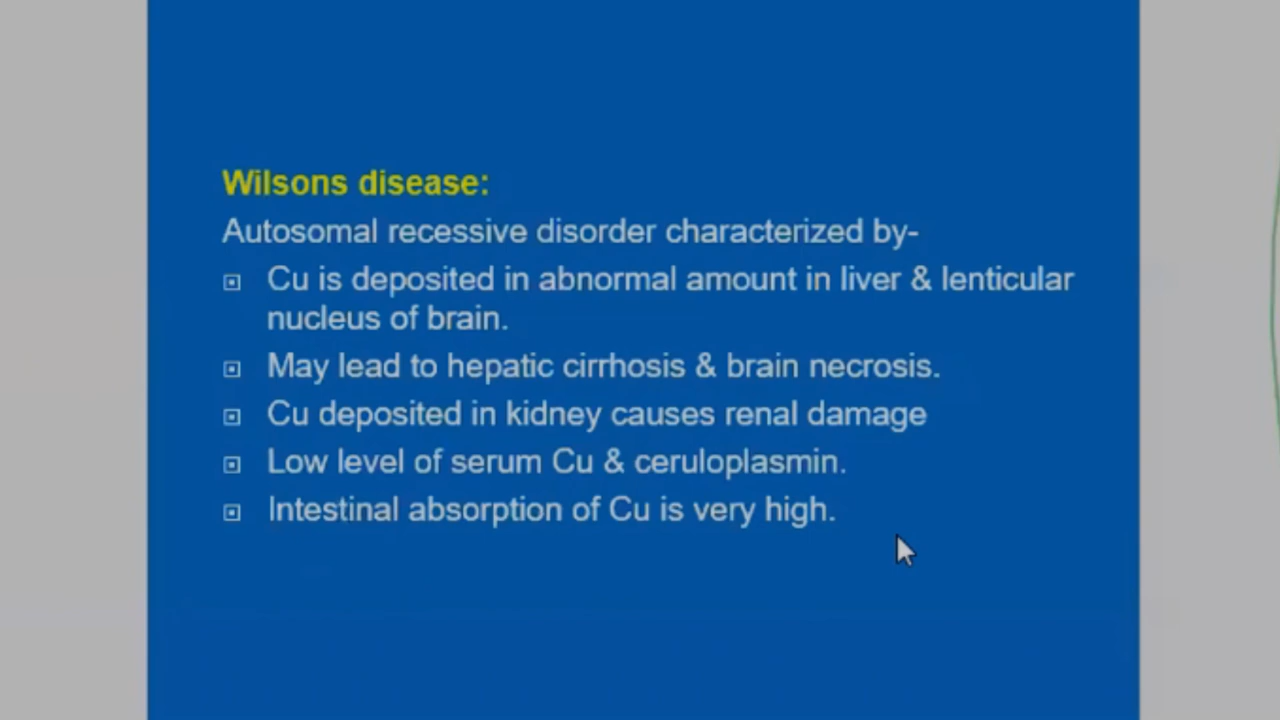 Wilsons disease:
Autosomal recessive disorder characterized by-
Cu is deposited in abnormal amount in liver & lenticular
nucleus of brain.
May lead to hepatic cirrhosis & brain necrosis.
Cu deposited in kidney causes renal damage
Low level of serum Cu & ceruloplasmin.
Intestinal absorption of Cu is very high.